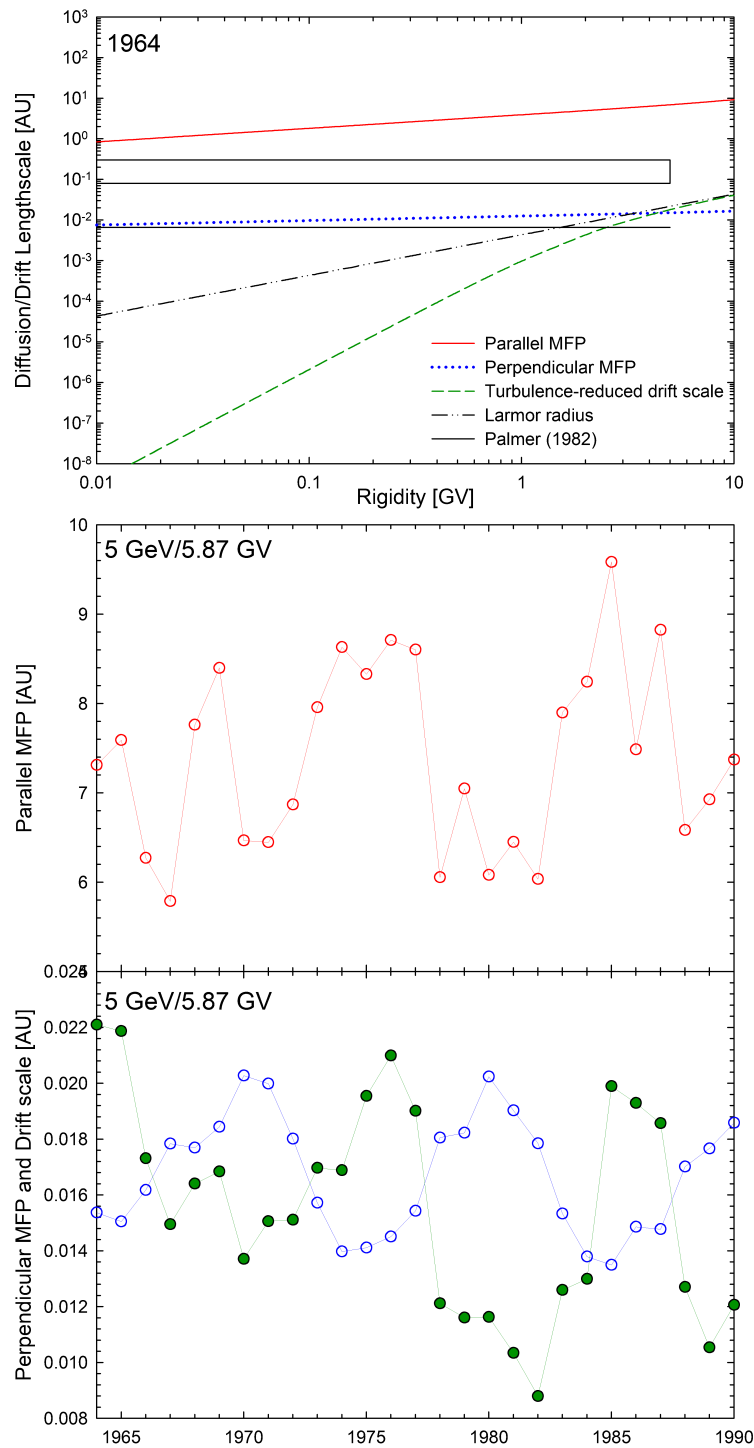 10³
1964
10²
10¹
10⁰
10⁻¹
10⁻²
10⁻³
10⁻⁴
10⁻⁵
10⁻⁶
10⁻⁷
10⁻⁸
Diffusion/Drift Lengthscale [AU]
Parallel MFP
Perpendicular MFP
Turbulence-reduced drift scale
Larmor radius
Palmer (1982)
0.01 0.1 1 10
Rigidity [GV]
10
5 GeV/5.87 GV
9
8
7
6
5
Parallel MFP [AU]
0.024
5 GeV/5.87 GV
0.022
0.020
0.018
0.016
0.014
0.012
0.010
0.008
Perpendicular MFP and Drift scale [AU]
1965 1970 1975 1980 1985 1990